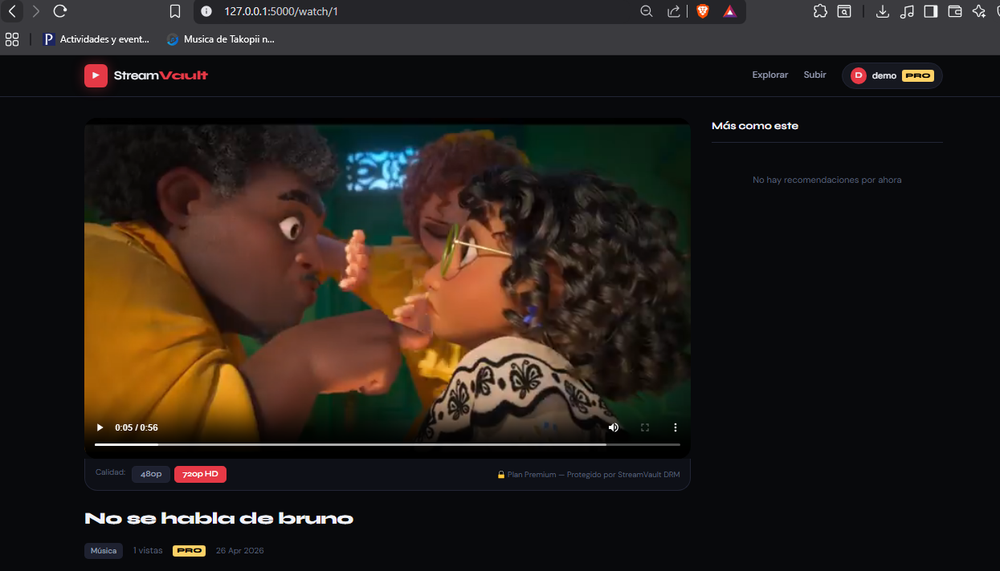 127.0.0.1:5000/watch/1
P Actividades y event...
Musica de Takopii n...
StreamVault
Explorar
Subir
D demo PRO
Más como este
No hay recomendaciones por ahora
0:05 / 0:56
Calidad: 480p 720p HD
Plan Premium — Protegido por StreamVault DRM
No se habla de bruno
Música 1 vistas PRO 26 Apr 2026